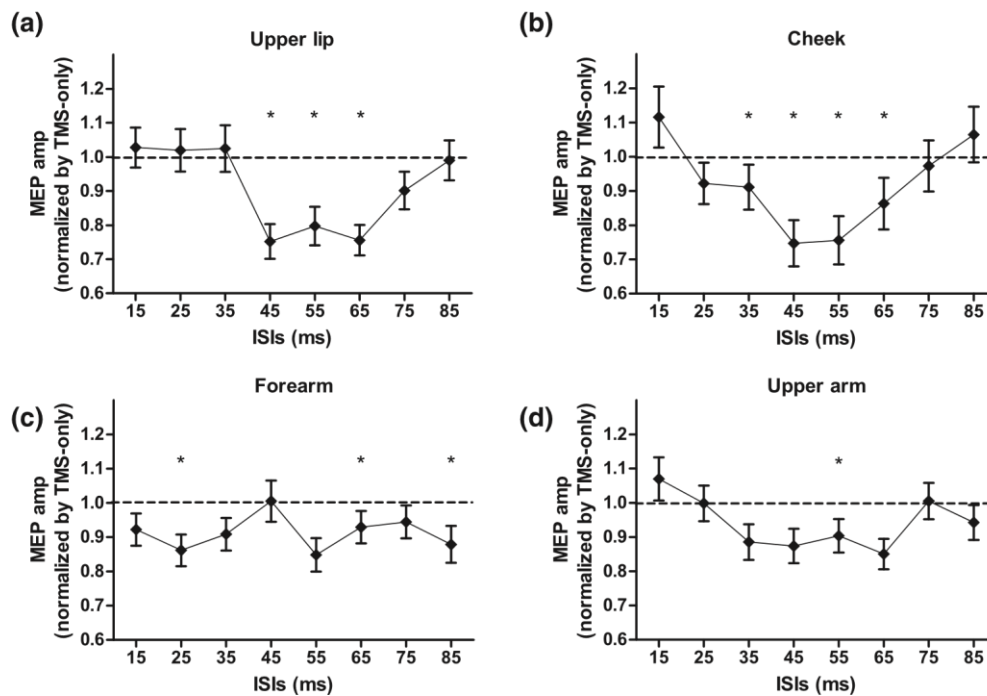 (a)
Upper lip
MEP amp
(normalized by TMS-only)
1.2
1.1
1.0
0.9
0.8
0.7
0.6
* * *
15 25 35 45 55 65 75 85
ISIs (ms)
(b)
Cheek
MEP amp
(normalized by TMS-only)
1.2
1.1
1.0
0.9
0.8
0.7
0.6
* * * *
15 25 35 45 55 65 75 85
ISIs (ms)
(c)
Forearm
MEP amp
(normalized by TMS-only)
1.2
1.1
1.0
0.9
0.8
0.7
0.6
* * *
15 25 35 45 55 65 75 85
ISIs (ms)
(d)
Upper arm
MEP amp
(normalized by TMS-only)
1.2
1.1
1.0
0.9
0.8
0.7
0.6
*
15 25 35 45 55 65 75 85
ISIs (ms)